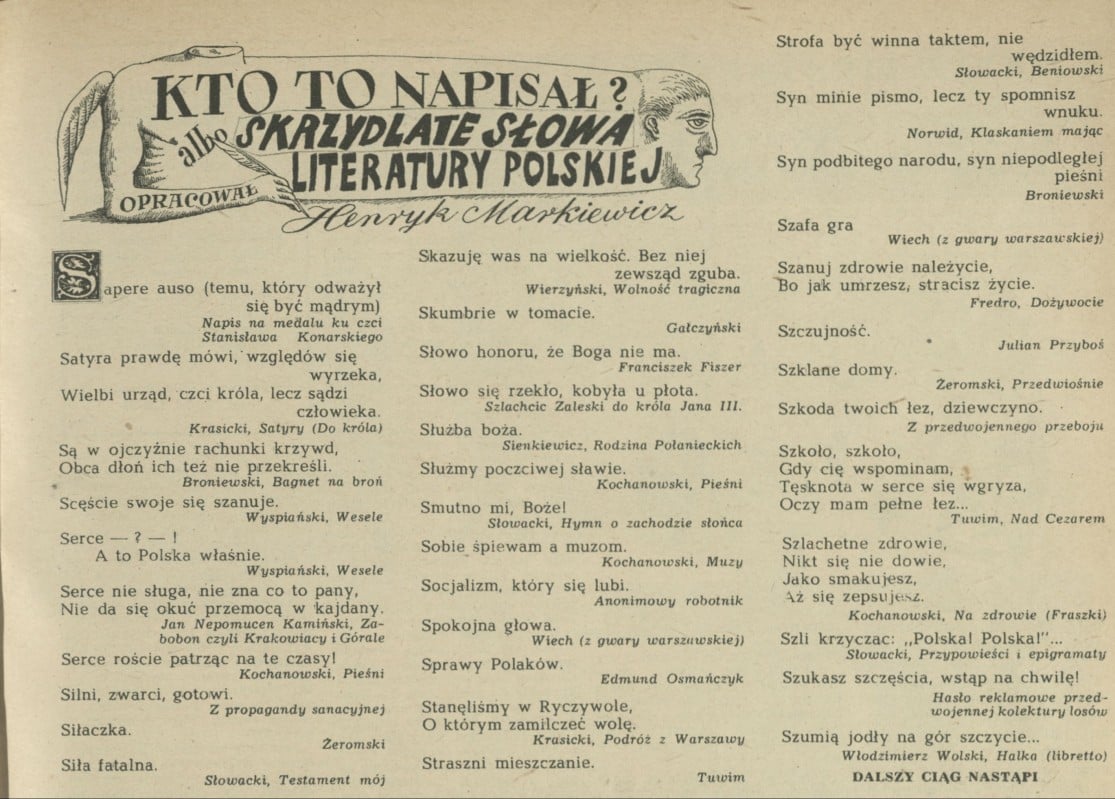 KTO TO NAPISAŁ?
albo SKRZYDLATE SŁOWA
LITERATURY POLSKIEJ
OPRACOWAŁ
Henryk Markiewicz
Sapere auso (temu, który odważył
się być mądrym)
Napis na medalu ku czci
Stanisława Konarskiego
Satyra prawdę mówi, względów się
wyrzeka,
Wielbi urząd, czci króla, lecz sądzi
człowieka.
Krasicki, Satyry (Do króla)
Są w ojczyźnie rachunki krzywd,
Obca dłoń ich też nie przekreśli.
Broniewski, Bagnet na broń
Scęście swoje się szanuje.
Wyspiański, Wesele
Serce — ? — !
A to Polska właśnie.
Wyspiański, Wesele
Serce nie sługa, nie zna co to pany,
Nie da się okuć przemocą w kajdany.
Jan Nepomucen Kamiński, Za-
bobon czyli Krakowiacy i Górale
Serce roście patrząc na te czasy!
Kochanowski, Pieśni
Silni, zwarci, gotowi.
Z propagandy sanacyjnej
Siłaczka.
Żeromski
Siła fatalna.
Słowacki, Testament mój
Skazuję was na wielkość. Bez niej
zewsząd zguba.
Wierzyński, Wolność tragiczna
Skumbrie w tomacie.
Gałczyński
Słowo honoru, że Boga nie ma.
Franciszek Fiszer
Słowo się rzekło, kobyła u płota.
Szlachcic Zaleski do króla Jana III.
Służba boża.
Sienkiewicz, Rodzina Połanieckich
Służmy poczciwej sławie.
Kochanowski, Pieśni
Smutno mi, Boże!
Słowacki, Hymn o zachodzie słońca
Sobie śpiewam a muzom.
Kochanowski, Muzy
Socjalizm, który się lubi.
Anonimowy robotnik
Spokojna głowa.
Wiech (z gwary warszawskiej)
Sprawy Polaków.
Edmund Osmańczyk
Stanęliśmy w Ryczywole,
O którym zamilczeć wolę.
Krasicki, Podróż z Warszawy
Straszni mieszczanie.
Tuwim
Strofa być winna taktem, nie
wędzidłem.
Słowacki, Beniowski
Syn minie pismo, lecz ty spomnisz
wnuku.
Norwid, Klaskaniem mając
Syn podbitego narodu, syn niepodległej
pieśni
Broniewski
Szafa gra
Wiech (z gwary warszawskiej)
Szanuj zdrowie należycie,
Bo jak umrzesz, stracisz życie.
Fredro, Dożywocie
Szczujność.
Julian Przyboś
Szklane domy.
Żeromski, Przedwiośnie
Szkoda twoich łez, dziewczyno.
Z przedwojennego przeboju
Szkoło, szkoło,
Gdy cię wspominam,
Tęsknota w serce się wgryza,
Oczy mam pełne łez...
Tuwim, Nad Cezarem
Szlachetne zdrowie,
Nikt się nie dowie,
Jako smakujesz,
Aż się zepsujesz.
Kochanowski, Na zdrowie (Fraszki)
Szli krzycząc: „Polska! Polska!"...
Słowacki, Przypowieści i epigramaty
Szukasz szczęścia, wstąp na chwilę!
Hasło reklamowe przed-
wojennej kolektury losów
Szumią jodły na gór szczycie...
Włodzimierz Wolski, Halka (libretto)
DALSZY CIĄG NASTĄPI